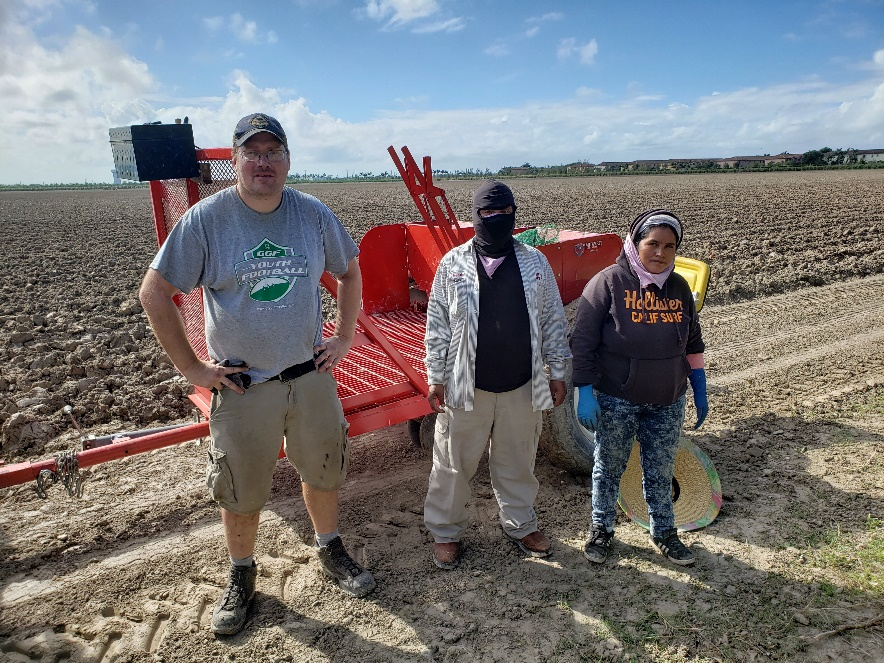 GGF
YOUTH
FOOTBALL
Hollister
CALIF SURF